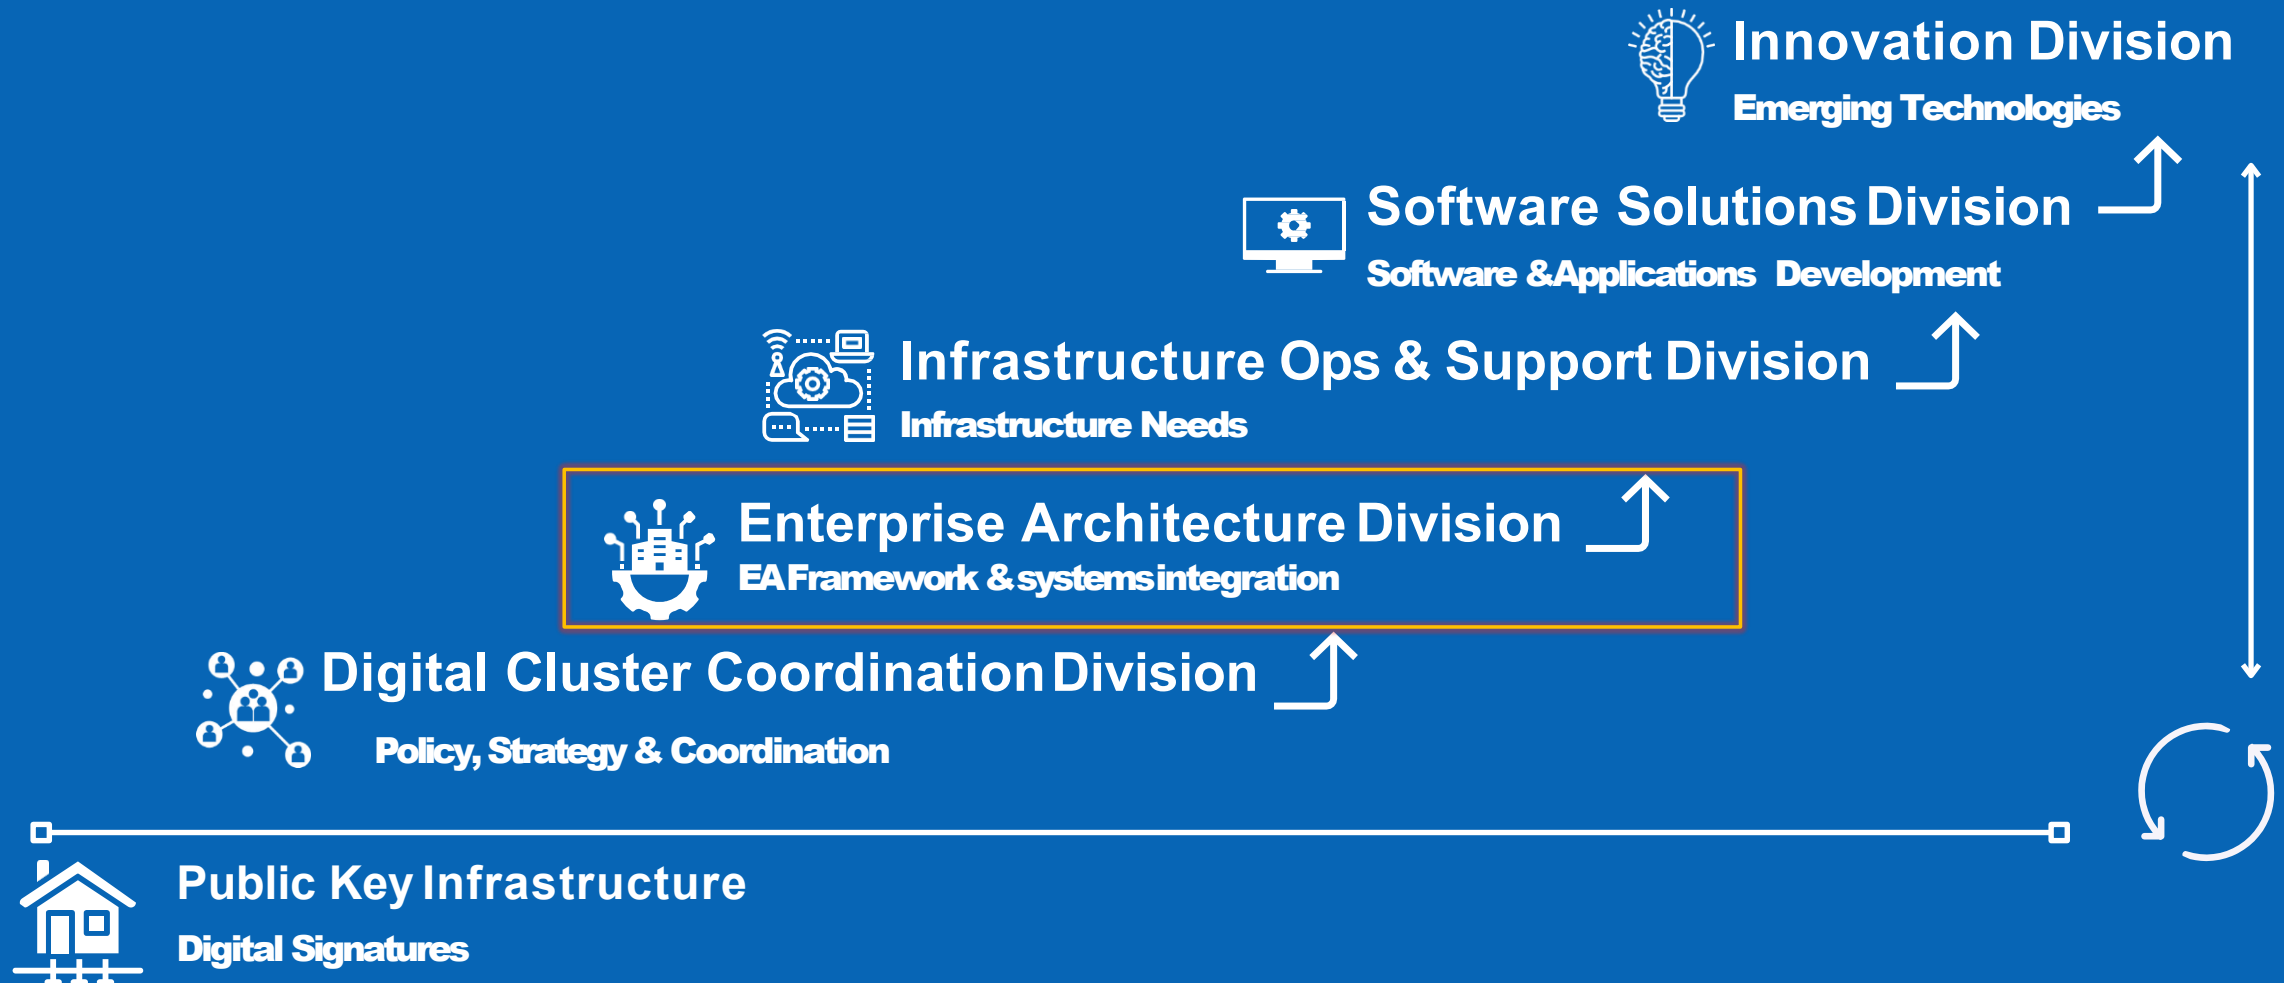 Innovation Division
Emerging Technologies
Software Solutions Division
Software & Applications Development
Infrastructure Ops & Support Division
Infrastructure Needs
Enterprise Architecture Division
EA Framework & systems integration
Digital Cluster Coordination Division
Policy, Strategy & Coordination
Public Key Infrastructure
Digital Signatures